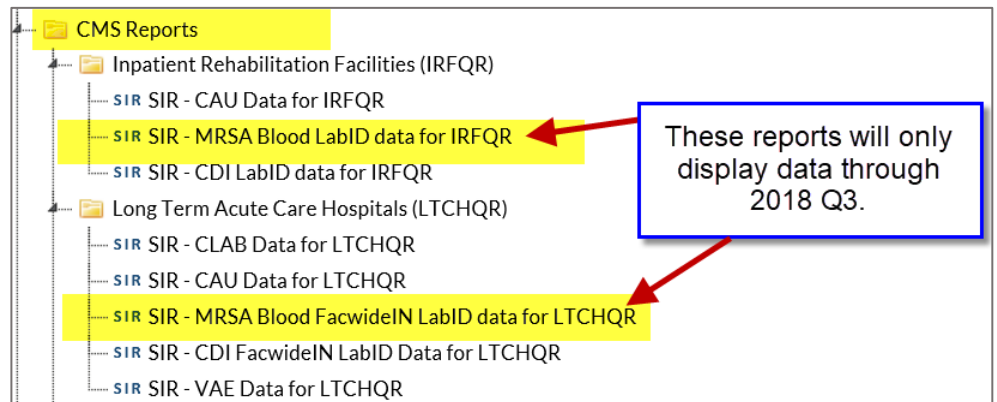 CMS Reports
Inpatient Rehabilitation Facilities (IRFQR)
SIR SIR - CAU Data for IRFQR
SIR SIR - MRSA Blood LabID data for IRFQR
SIR SIR - CDI LabID data for IRFQR
Long Term Acute Care Hospitals (LTCHQR)
SIR SIR - CLAB Data for LTCHQR
SIR SIR - CAU Data for LTCHQR
SIR SIR - MRSA Blood FacwideIN LabID data for LTCHQR
SIR SIR - CDI FacwideIN LabID Data for LTCHQR
SIR SIR - VAE Data for LTCHQR
These reports will only
display data through
2018 Q3.